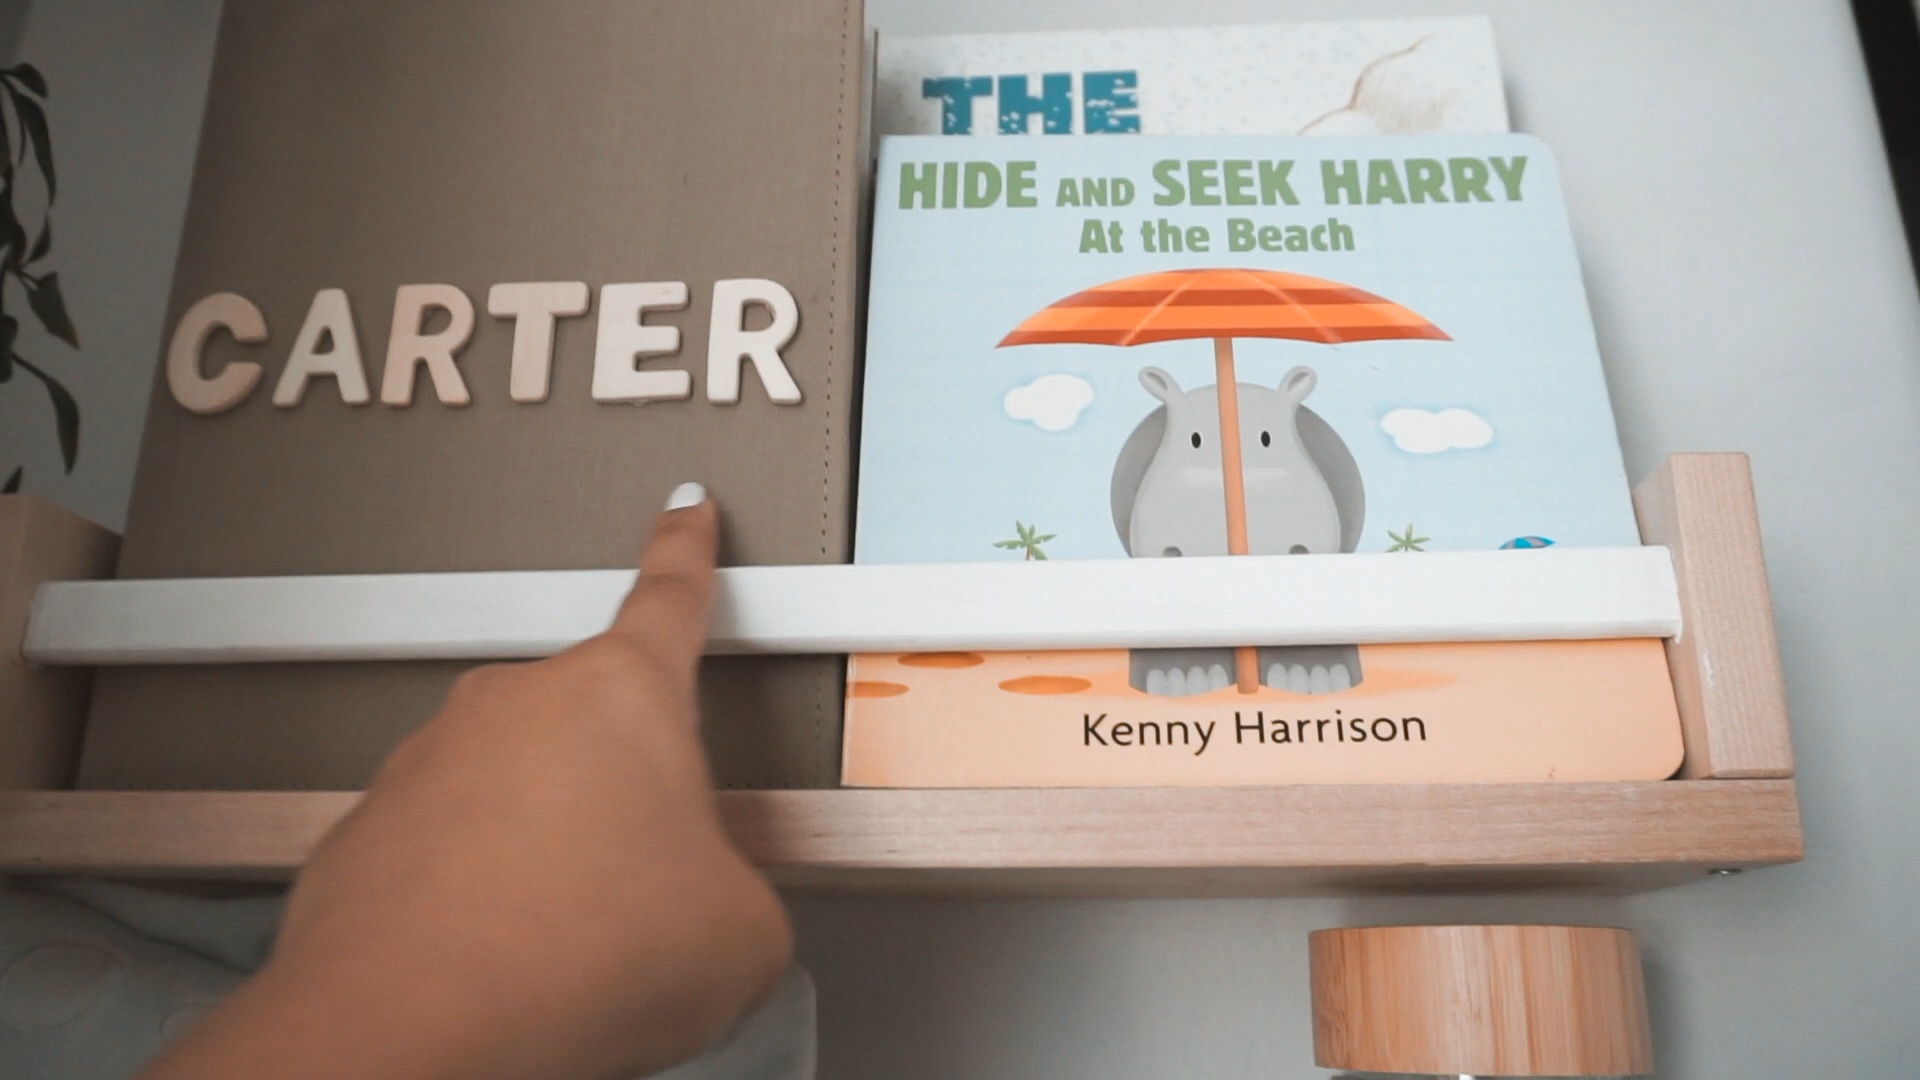 CARTER
THE
HIDE AND SEEK HARRY
At the Beach
Kenny Harrison